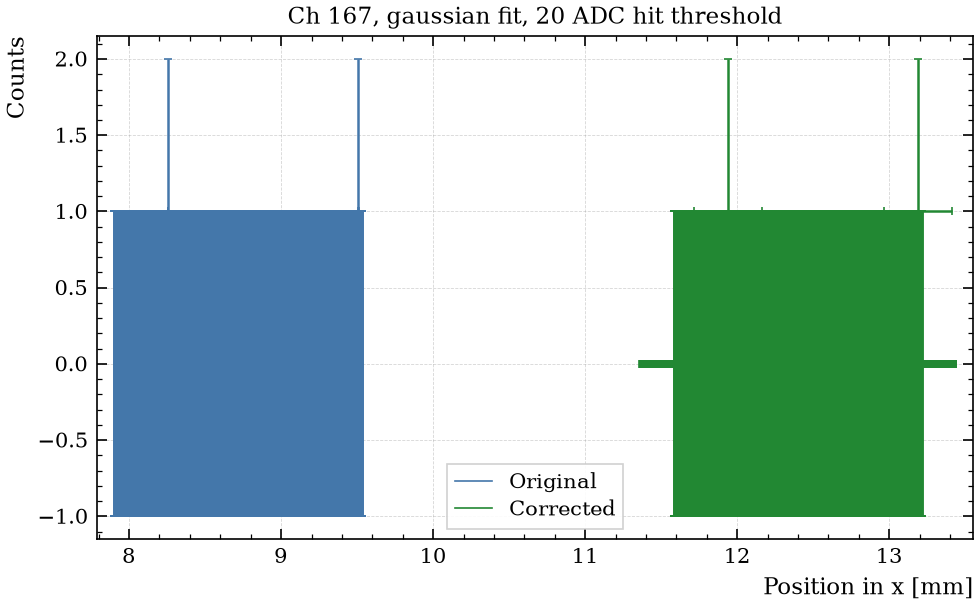 Ch 167, gaussian fit, 20 ADC hit threshold
Counts
2.0
1.5
1.0
0.5
0.0
−0.5
−1.0
Original
Corrected
8 9 10 11 12 13
Position in x [mm]